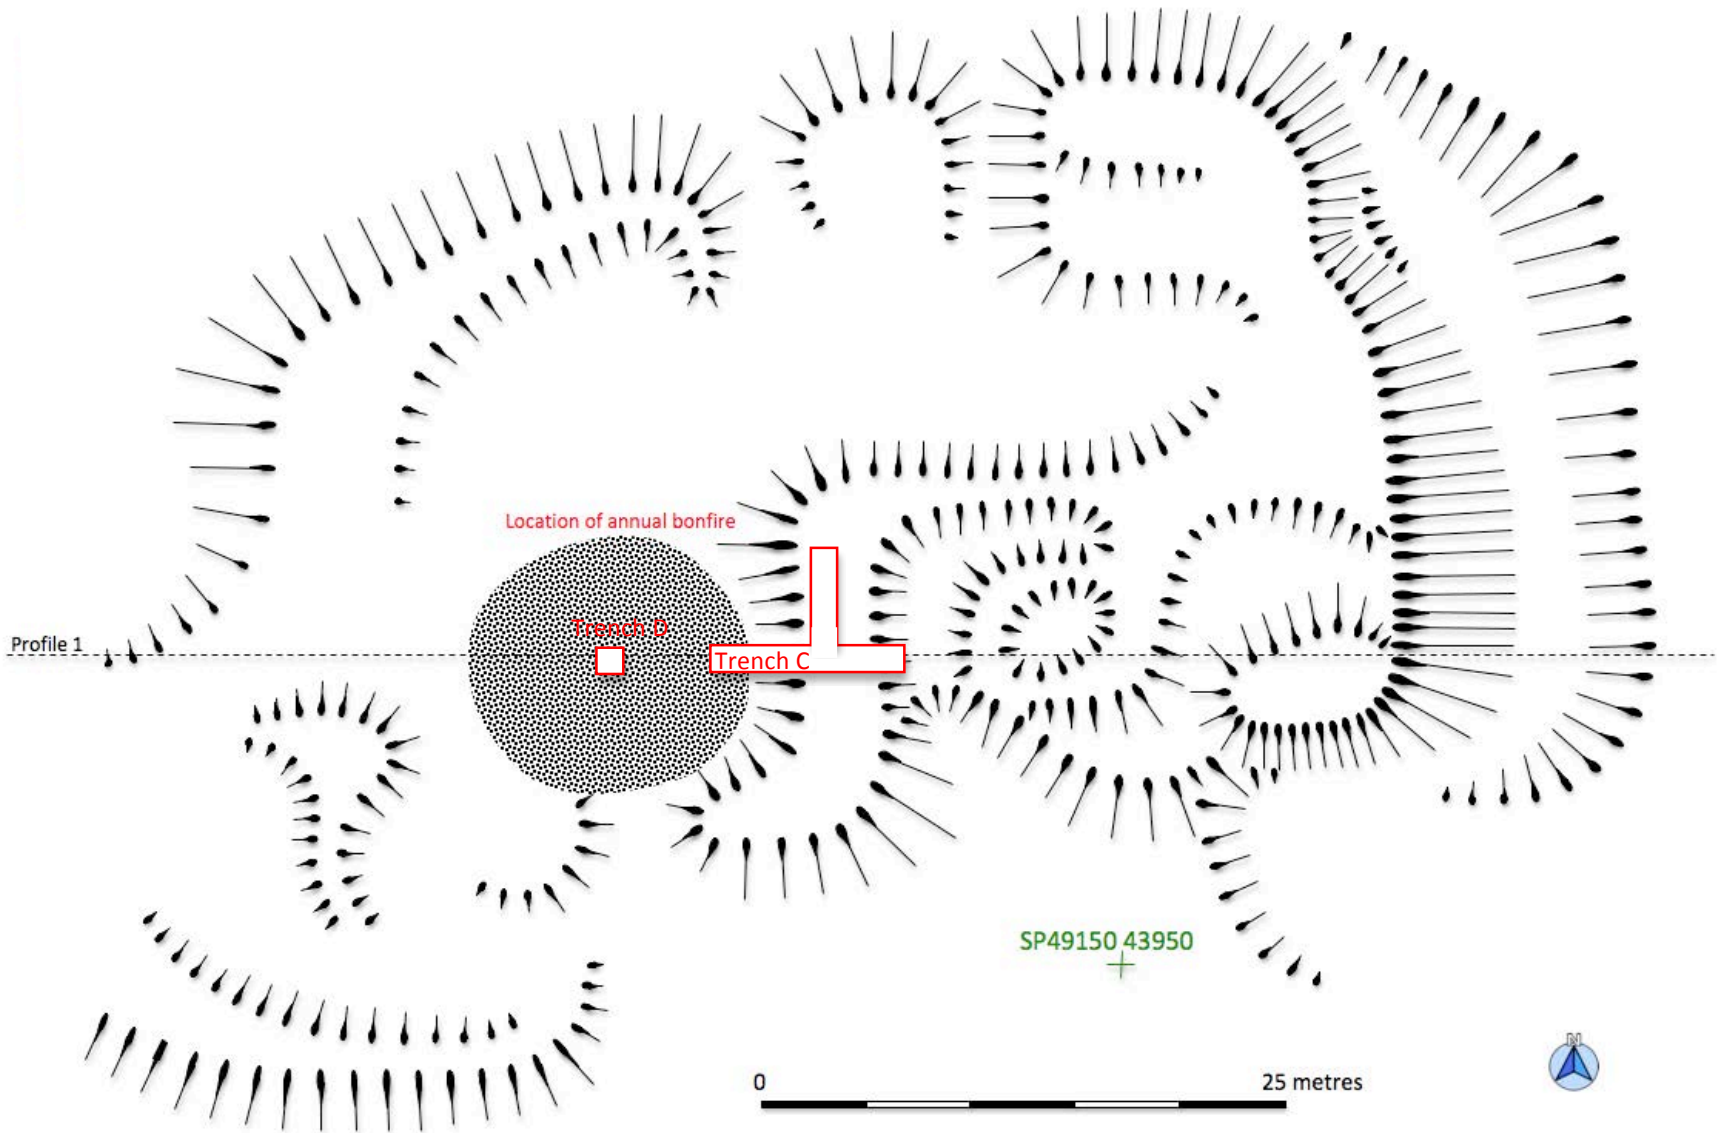 Location of annual bonfire
Trench D
Profile 1
Trench C
SP49150 43950
N
0 25 metres